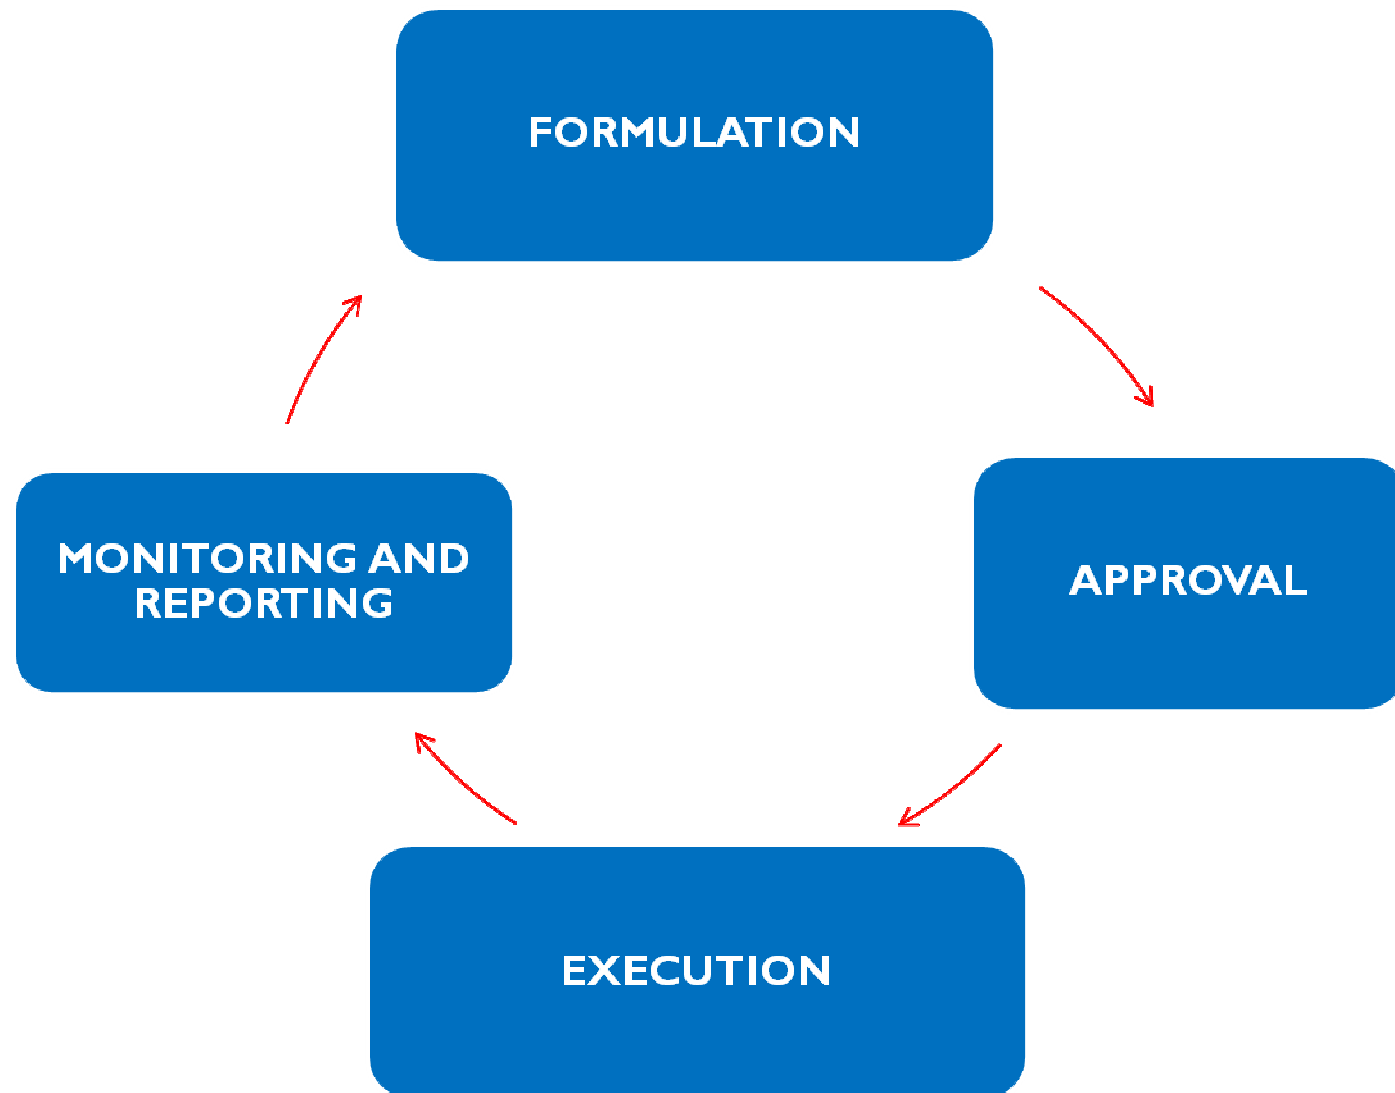 FORMULATION
APPROVAL
EXECUTION
MONITORING AND
REPORTING